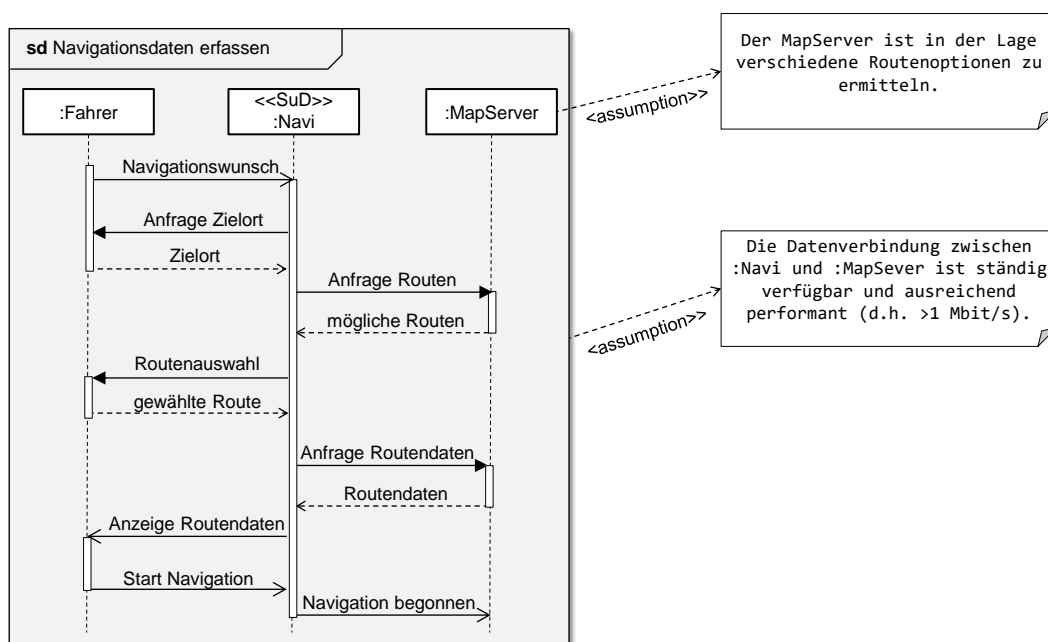 sd Navigationsdaten erfassen
:Fahrer
<<SuD>>
:Navi
:MapServer
Navigationswunsch
Anfrage Zielort
Zielort
Anfrage Routen
mögliche Routen
Routenauswahl
gewählte Route
Anfrage Routendaten
Routendaten
Anzeige Routendaten
Start Navigation
Navigation begonnen
<assumption>>
Der MapServer ist in der Lage
verschiedene Routenoptionen zu
ermitteln.
<assumption>>
Die Datenverbindung zwischen
:Navi und :MapSever ist ständig
verfügbar und ausreichend
performant (d.h. >1 Mbit/s).